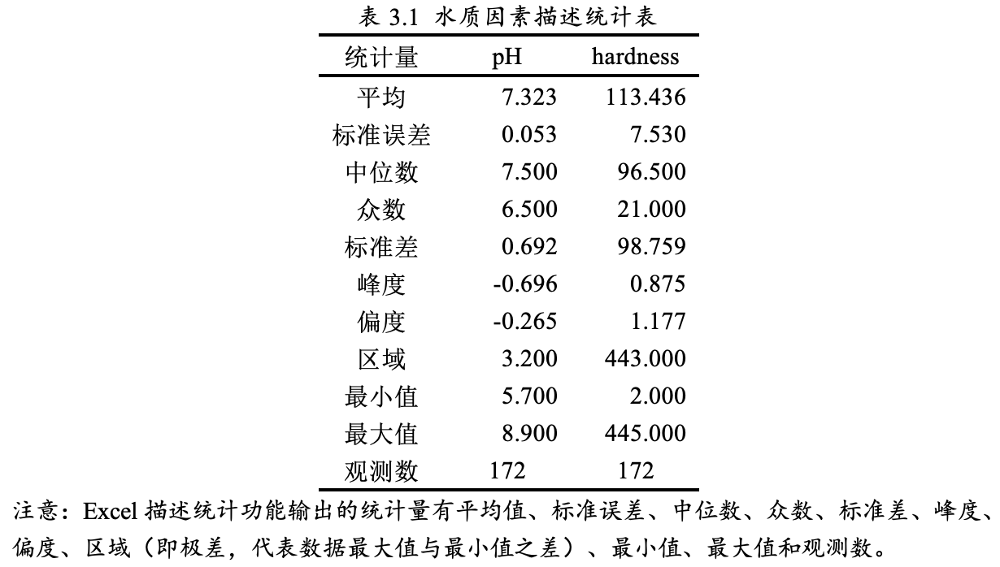 表 3.1 水质因素描述统计表
统计量 pH hardness
平均 7.323 113.436
标准误差 0.053 7.530
中位数 7.500 96.500
众数 6.500 21.000
标准差 0.692 98.759
峰度 -0.696 0.875
偏度 -0.265 1.177
区域 3.200 443.000
最小值 5.700 2.000
最大值 8.900 445.000
观测数 172 172
注意：Excel 描述统计功能输出的统计量有平均值、标准误差、中位数、众数、标准差、峰度、
偏度、区域（即极差，代表数据最大值与最小值之差）、最小值、最大值和观测数。